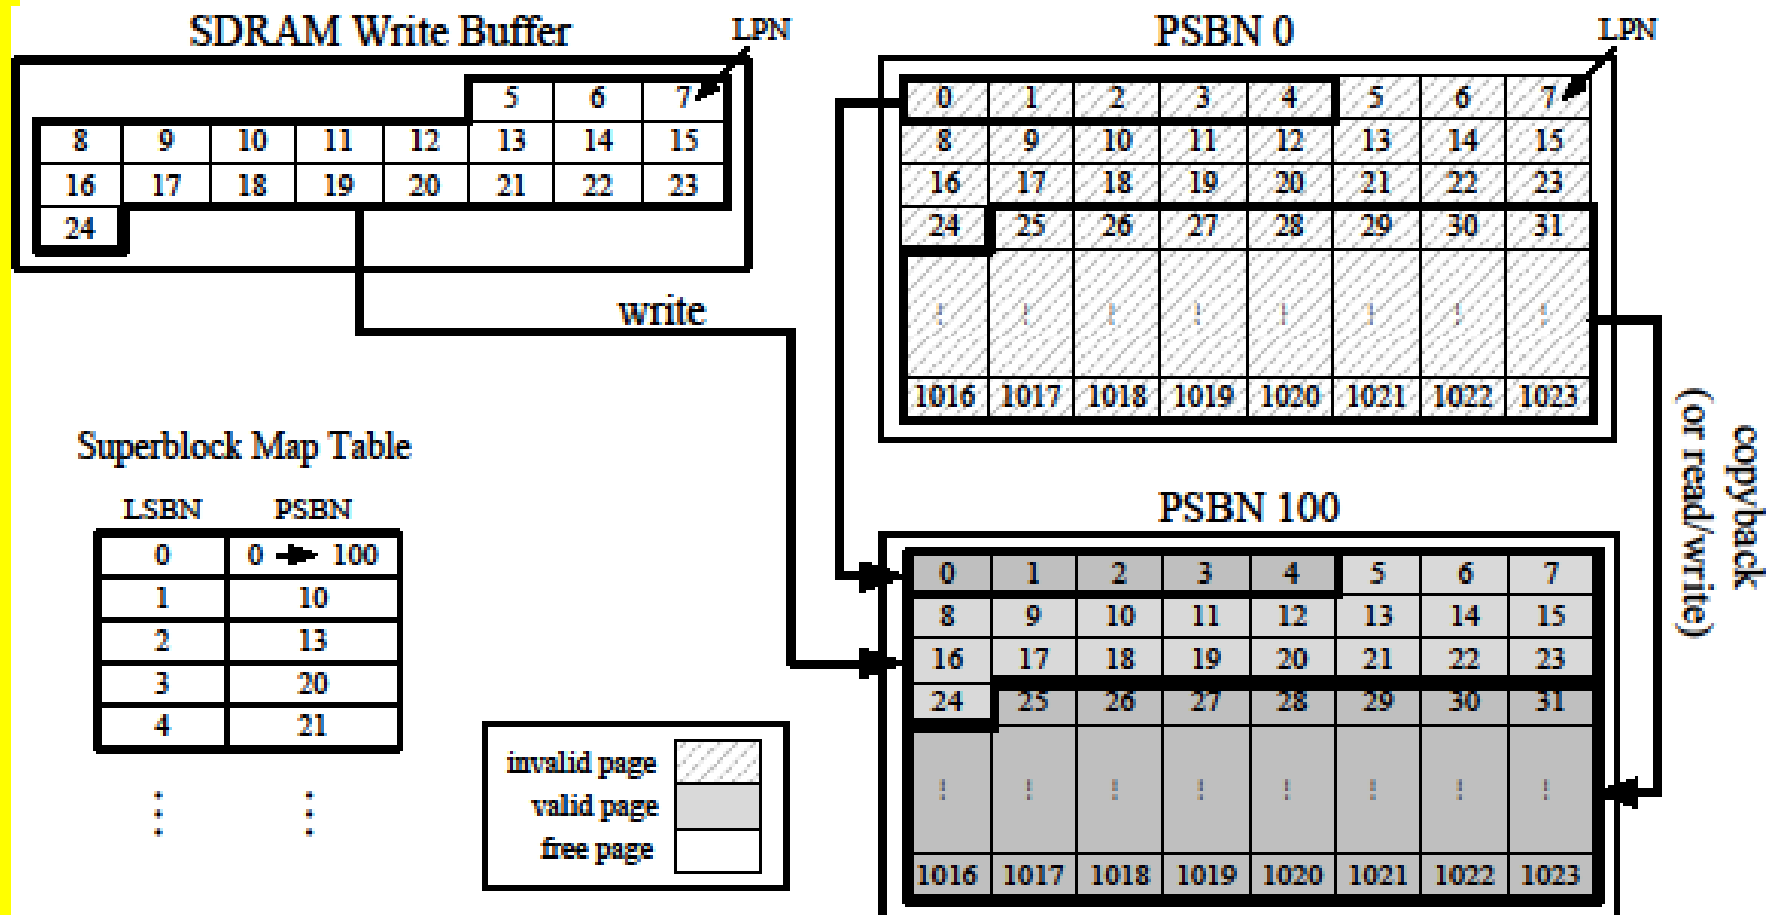 SDRAM Write Buffer
LPN
5 6 7
8 9 10 11 12 13 14 15
16 17 18 19 20 21 22 23
24
write
PSBN 0
LPN
0 1 2 3 4 5 6 7
8 9 10 11 12 13 14 15
16 17 18 19 20 21 22 23
24 25 26 27 28 29 30 31
⋮ ⋮ ⋮ ⋮ ⋮ ⋮ ⋮ ⋮
1016 1017 1018 1019 1020 1021 1022 1023
copyback
(or read/write)
Superblock Map Table
LSBN PSBN
0 0 → 100
1 10
2 13
3 20
4 21
⋮ ⋮
invalid page
valid page
free page
PSBN 100
0 1 2 3 4 5 6 7
8 9 10 11 12 13 14 15
16 17 18 19 20 21 22 23
24 25 26 27 28 29 30 31
⋮ ⋮ ⋮ ⋮ ⋮ ⋮ ⋮ ⋮
1016 1017 1018 1019 1020 1021 1022 1023